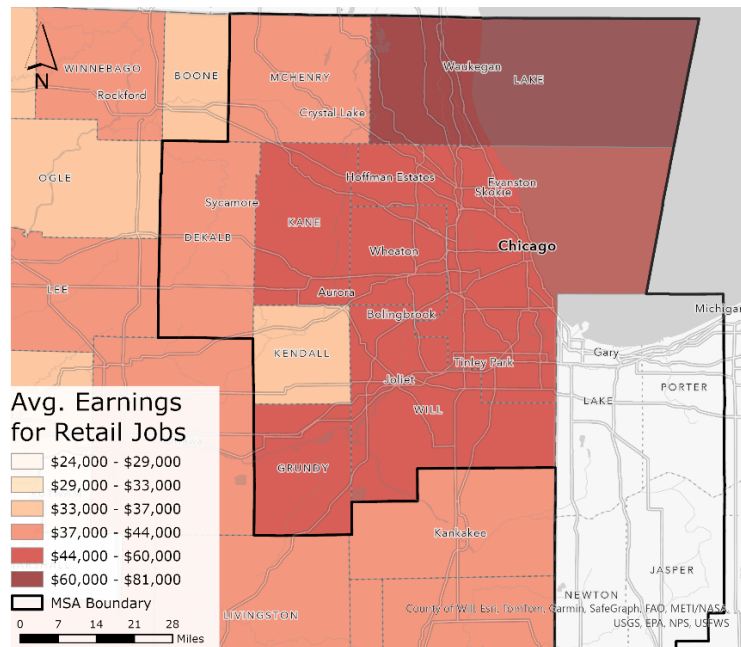 N
WINNEBAGO
Rockford
BOONE
MCHENRY
Crystal Lake
Waukegan
LAKE
OGLE
Sycamore
DEKALB
Hoffman Estates
Evanston
Skokie
KANE
Wheaton
Chicago
LEE
Aurora
Bolingbrook
Michigan
KENDALL
Tinley Park
Gary
Joliet
LAKE
PORTER
WILL
GRUNDY
Kankakee
JASPER
NEWTON
LIVINGSTON
Avg. Earnings
for Retail Jobs
$24,000 - $29,000
$29,000 - $33,000
$33,000 - $37,000
$37,000 - $44,000
$44,000 - $60,000
$60,000 - $81,000
MSA Boundary
0 7 14 21 28
Miles
County of Will, Esri, TomTom, Garmin, SafeGraph, FAO, METI/NASA,
USGS, EPA, NPS, USFWS